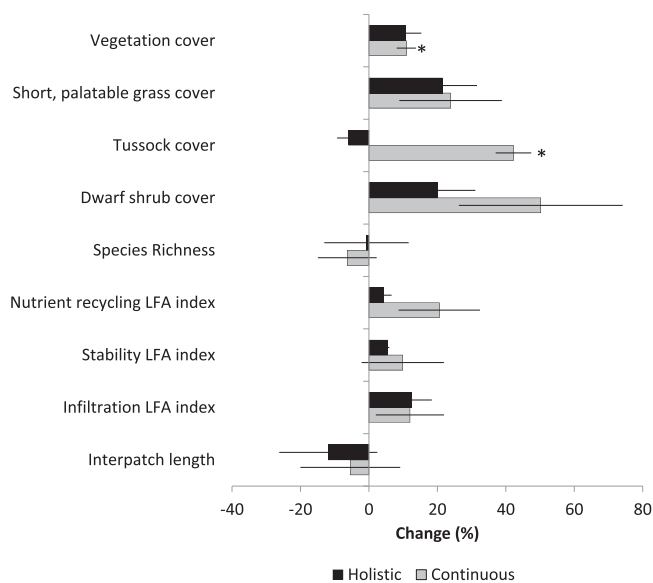 Vegetation cover
*
Short, palatable grass cover
Tussock cover
*
Dwarf shrub cover
Species Richness
Nutrient recycling LFA index
Stability LFA index
Infiltration LFA index
Interpatch length
-40 -20 0 20 40 60 80
Change (%)
Holistic Continuous